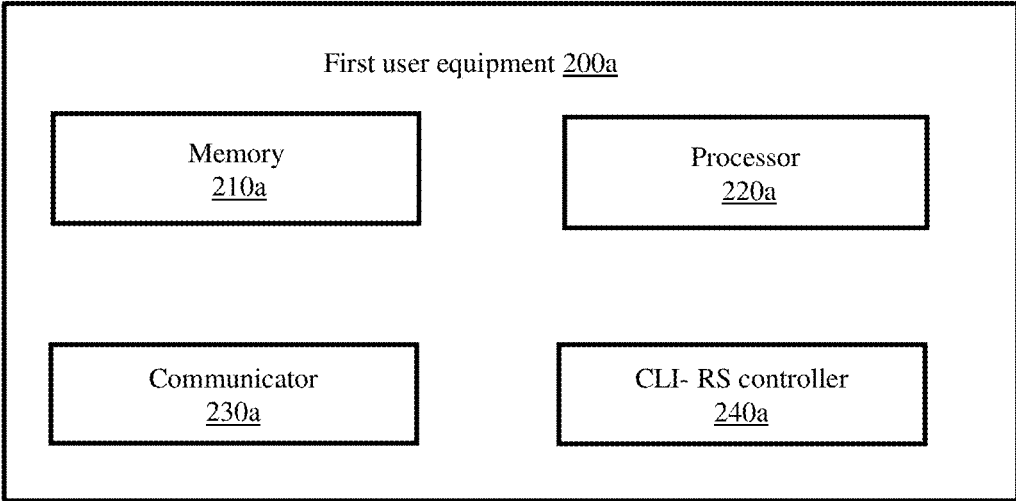 First user equipment 200a
Memory
210a
Processor
220a
Communicator
230a
CLI- RS controller
240a